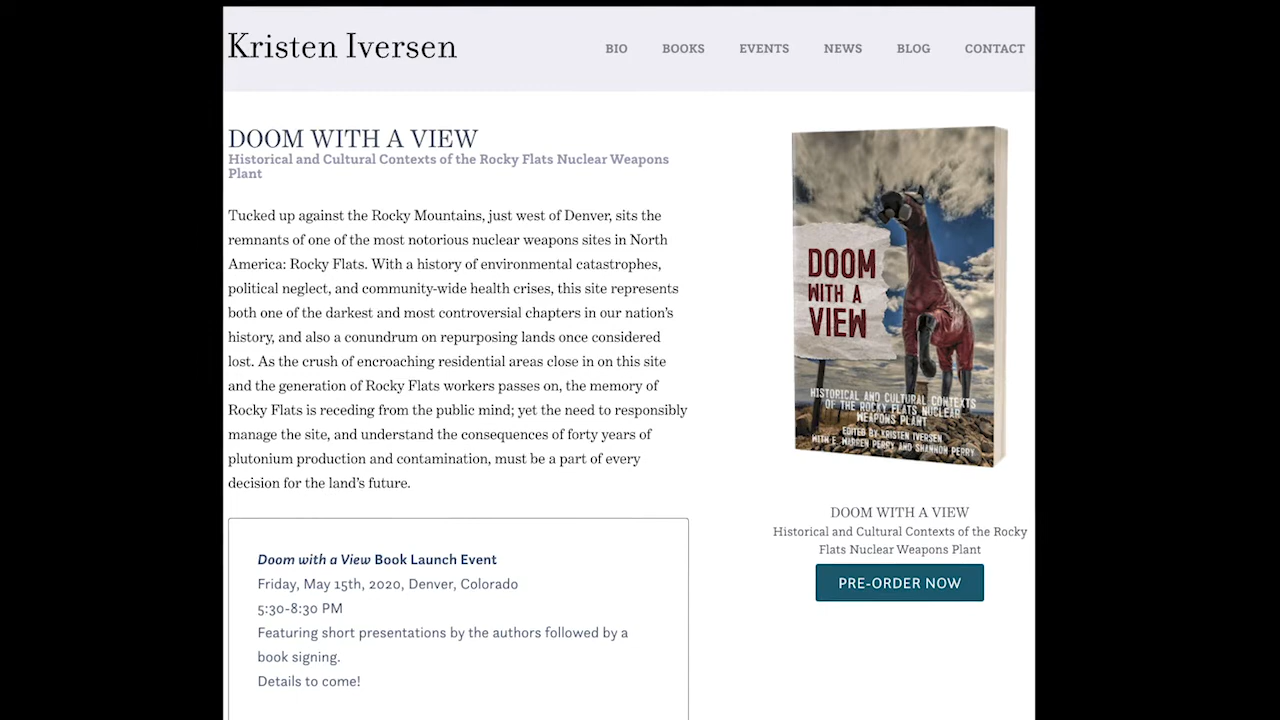 Kristen Iversen
BIO BOOKS EVENTS NEWS BLOG CONTACT
DOOM WITH A VIEW
Historical and Cultural Contexts of the Rocky Flats Nuclear Weapons
Plant
Tucked up against the Rocky Mountains, just west of Denver, sits the
remnants of one of the most notorious nuclear weapons sites in North
America: Rocky Flats. With a history of environmental catastrophes,
political neglect, and community-wide health crises, this site represents
both one of the darkest and most controversial chapters in our nation's
history, and also a conundrum on repurposing lands once considered
lost. As the crush of encroaching residential areas close in on this site
and the generation of Rocky Flats workers passes on, the memory of
Rocky Flats is receding from the public mind; yet the need to responsibly
manage the site, and understand the consequences of forty years of
plutonium production and contamination, must be a part of every
decision for the land's future.
Doom with a View Book Launch Event
Friday, May 15th, 2020, Denver, Colorado
5:30-8:30 PM
Featuring short presentations by the authors followed by a
book signing.
Details to come!
DOOM
WITH A
VIEW
HISTORICAL AND CULTURAL CONTEXTS
OF THE ROCKY FLATS NUCLEAR
WEAPONS PLANT
EDITED BY KRISTEN IVERSEN
WITH E. WARREN PERRY AND SHANNON PERRY
DOOM WITH A VIEW
Historical and Cultural Contexts of the Rocky
Flats Nuclear Weapons Plant
PRE-ORDER NOW